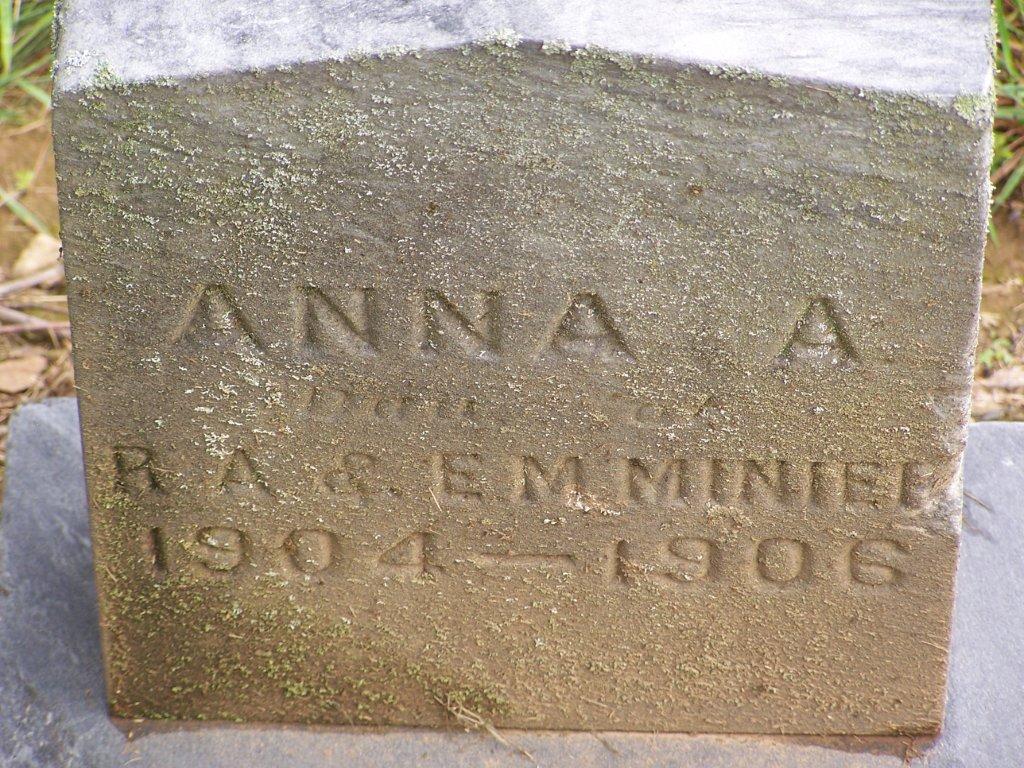 ANNA A
Dau of
R A & E M MINIER
1904 — 1906